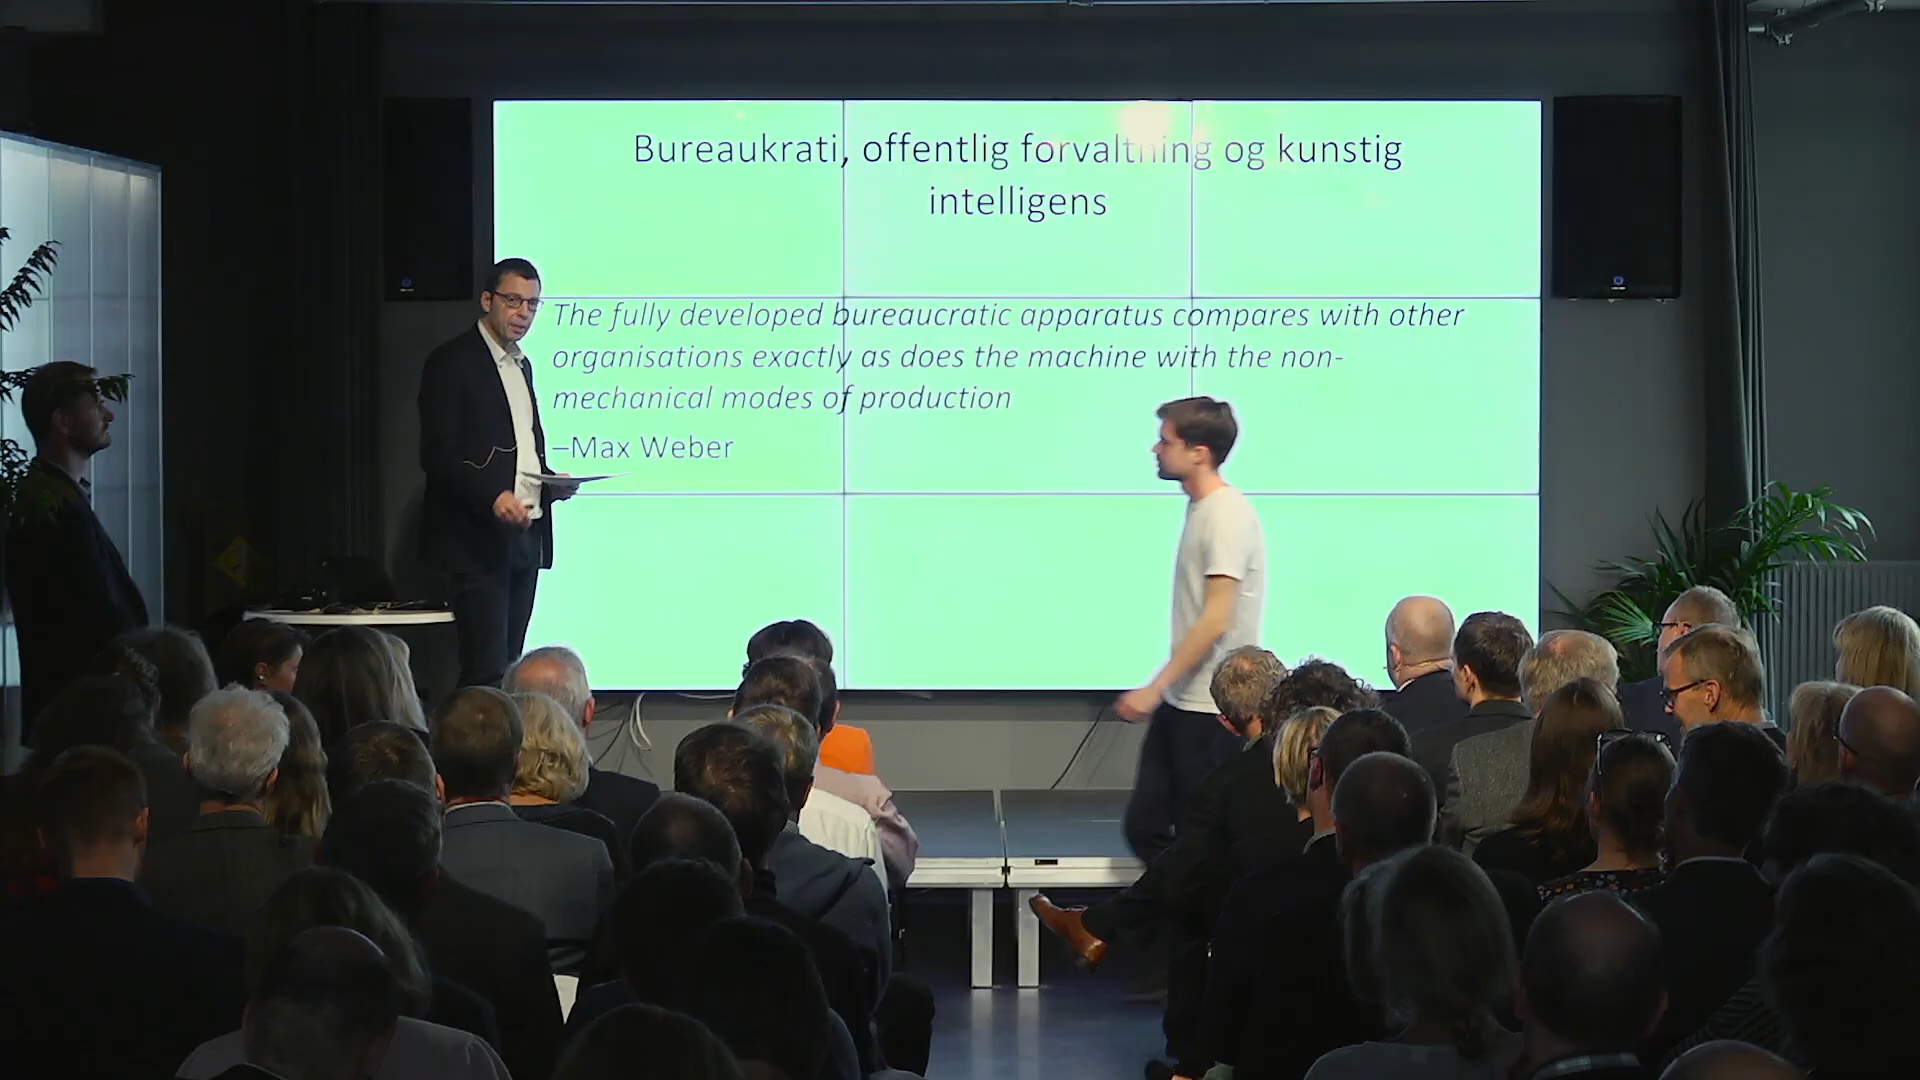 Bureaukrati, offentlig forvaltning og kunstig
intelligens
The fully developed bureaucratic apparatus compares with other
organisations exactly as does the machine with the non-
mechanical modes of production
–Max Weber